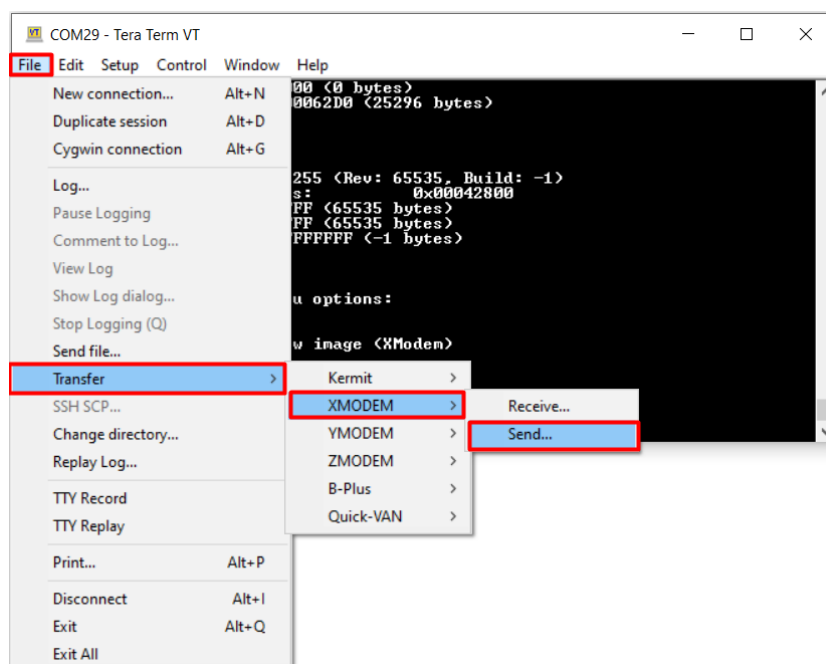 COM29 - Tera Term VT
File Edit Setup Control Window Help
New connection... Alt+N
Duplicate session Alt+D
Cygwin connection Alt+G
Log...
Pause Logging
Comment to Log...
View Log
Show Log dialog...
Stop Logging (Q)
Send file...
Transfer >
SSH SCP...
Change directory...
Replay Log...
TTY Record
TTY Replay
Print... Alt+P
Disconnect Alt+I
Exit Alt+Q
Exit All
00 (0 bytes)
0062D0 (25296 bytes)
255 (Rev: 65535, Build: -1)
s: 0x00042800
FF (65535 bytes)
FF (65535 bytes)
FFFFFF (-1 bytes)
u options:
w image (XModem)
Kermit >
XMODEM >
YMODEM >
ZMODEM >
B-Plus >
Quick-VAN >
Receive...
Send...